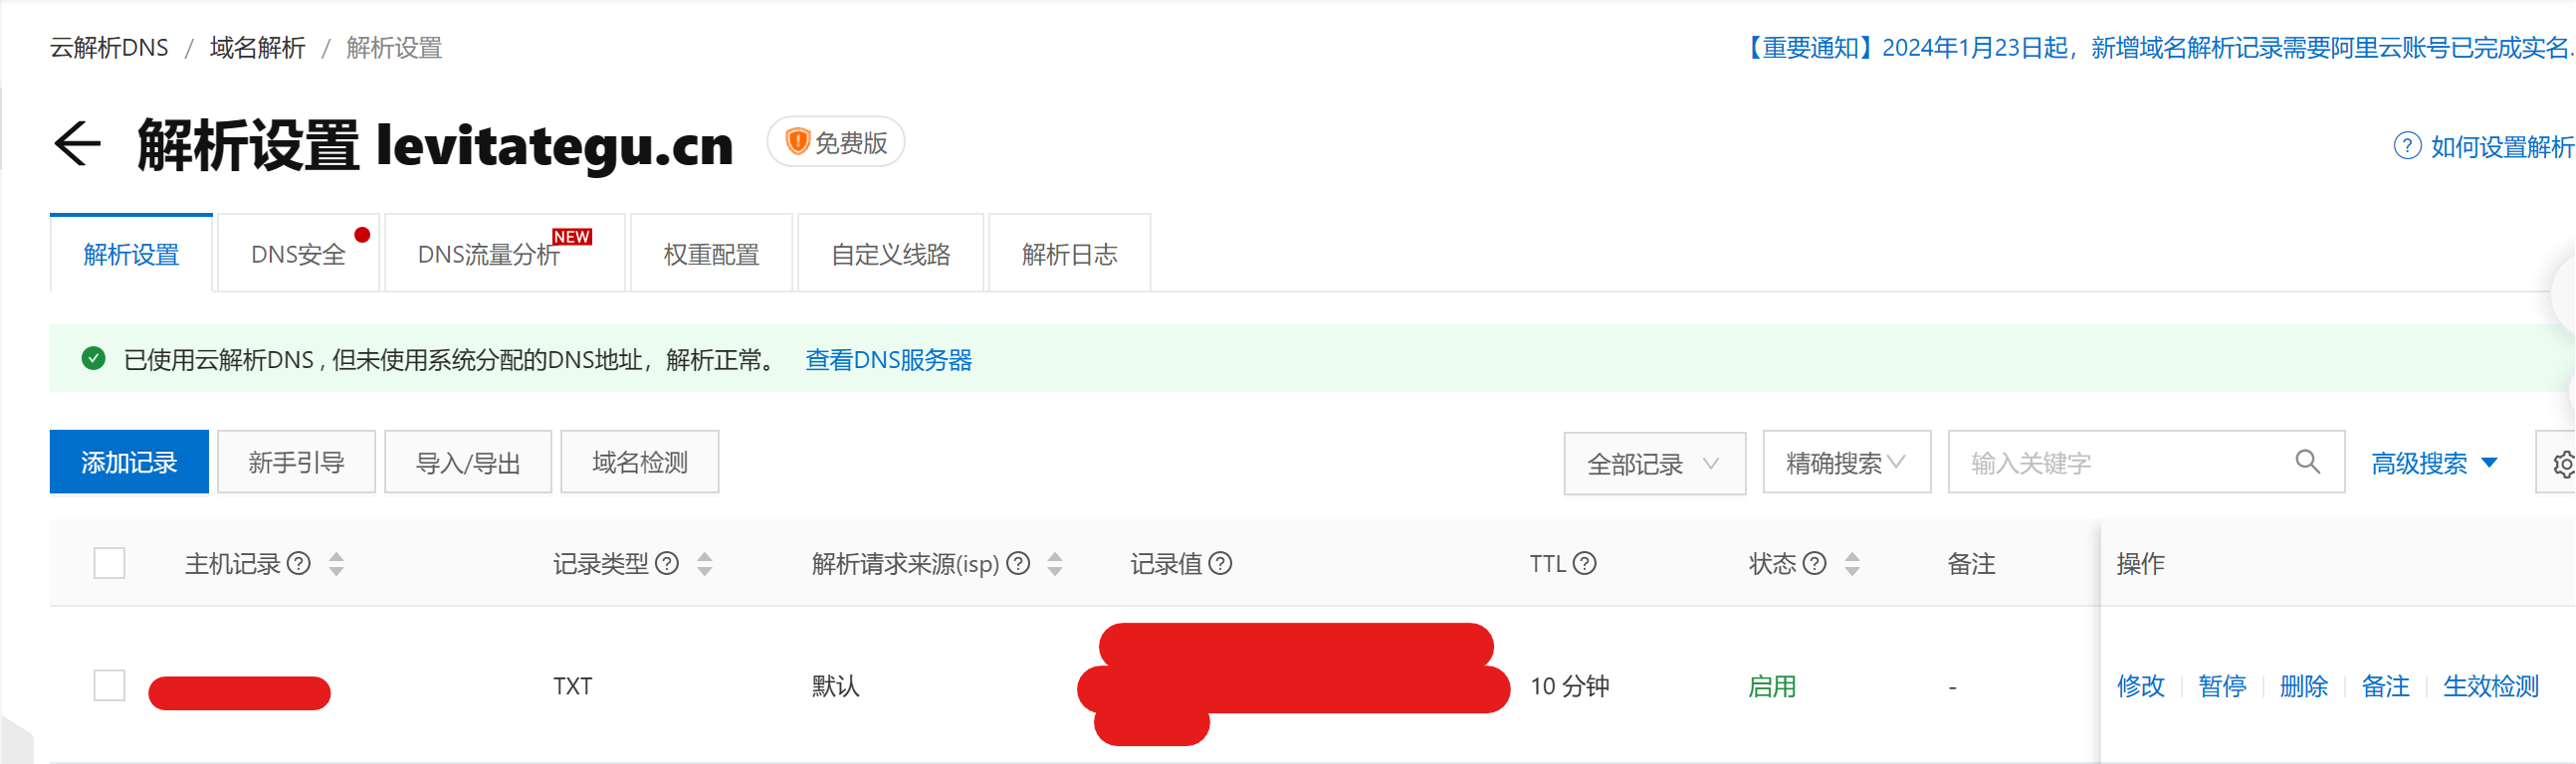 云解析DNS / 域名解析 / 解析设置
【重要通知】2024年1月23日起，新增域名解析记录需要阿里云账号已完成实名.
解析设置 levitategu.cn 免费版
如何设置解析
解析设置 DNS安全 DNS流量分析 NEW 权重配置 自定义线路 解析日志
已使用云解析DNS , 但未使用系统分配的DNS地址，解析正常。 查看DNS服务器
添加记录 新手引导 导入/导出 域名检测 全部记录 精确搜索 输入关键字 高级搜索
主机记录 记录类型 解析请求来源(isp) 记录值 TTL 状态 备注 操作
TXT 默认 10 分钟 启用 - 修改 暂停 删除 备注 生效检测